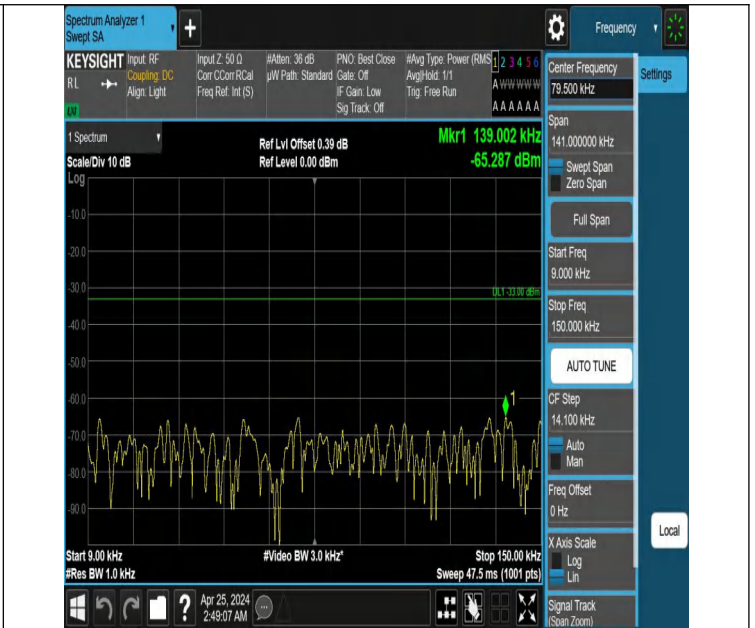 Spectrum Analyzer 1
Swept SA
Frequency
KEYSIGHT
RL
LXI
Input: RF
Coupling: DC
Align: Light
Input Z: 50 Ω
Corr CCorr RCal
Freq Ref: Int (S)
#Atten: 36 dB
µW Path: Standard
PNO: Best Close
Gate: Off
IF Gain: Low
Sig Track: Off
#Avg Type: Power (RMS
Avg|Hold: 1/1
Trig: Free Run
1 2 3 4 5 6
A W W W W W
A A A A A A
1 Spectrum
Scale/Div 10 dB
Ref Lvl Offset 0.39 dB
Ref Level 0.00 dBm
Mkr1 139.002 kHz
-65.287 dBm
Log
-10.0
-20.0
-30.0
DL1 -33.00 dBm
-40.0
-50.0
-60.0
1
-70.0
-80.0
-90.0
Start 9.00 kHz
#Video BW 3.0 kHz*
Stop 150.00 kHz
#Res BW 1.0 kHz
Sweep 47.5 ms (1001 pts)
Apr 25, 2024
2:49:07 AM
?
Center Frequency
79.500 kHz
Settings
Span
141.000000 kHz
Swept Span
Zero Span
Full Span
Start Freq
9.000 kHz
Stop Freq
150.000 kHz
AUTO TUNE
CF Step
14.100 kHz
Auto
Man
Freq Offset
0 Hz
Local
X Axis Scale
Log
Lin
Signal Track
(Span Zoom)